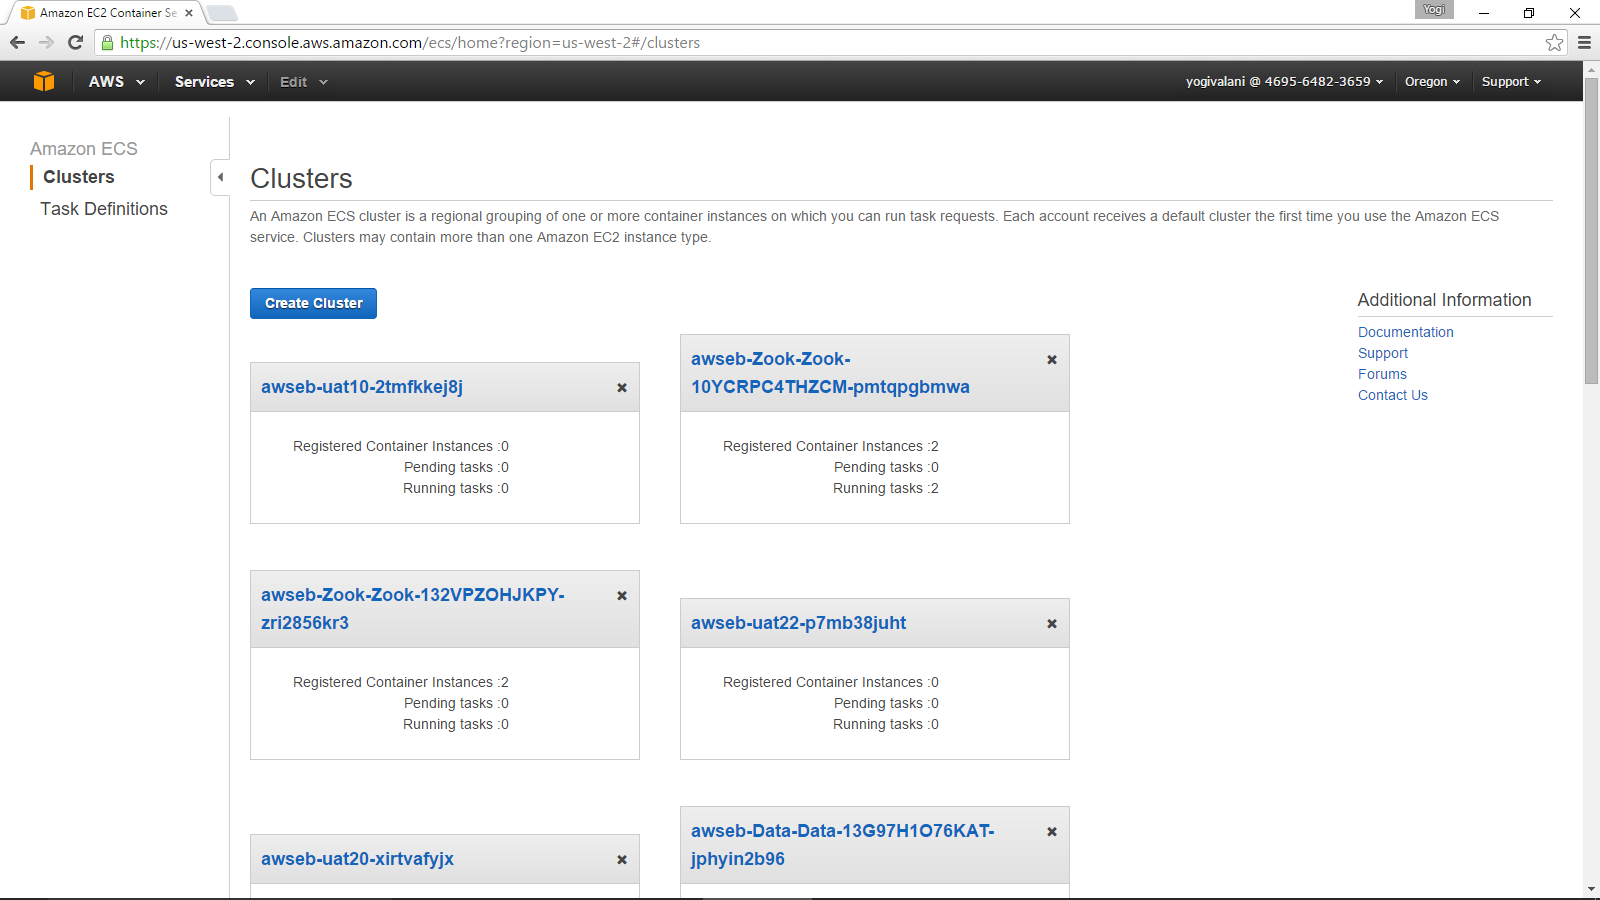 Amazon EC2 Container Se
Yogi
https://us-west-2.console.aws.amazon.com/ecs/home?region=us-west-2#/clusters
AWS Services Edit yogivalani @ 4695-6482-3659 Oregon Support
Amazon ECS
Clusters
Task Definitions
Clusters
An Amazon ECS cluster is a regional grouping of one or more container instances on which you can run task requests. Each account receives a default cluster the first time you use the Amazon ECS
service. Clusters may contain more than one Amazon EC2 instance type.
Create Cluster
awseb-uat10-2tmfkkej8j
Registered Container Instances :0
Pending tasks :0
Running tasks :0
awseb-Zook-Zook-
10YCRPC4THZCM-pmtqpgbmwa
Registered Container Instances :2
Pending tasks :0
Running tasks :2
awseb-Zook-Zook-132VPZOHJKPY-
zri2856kr3
Registered Container Instances :2
Pending tasks :0
Running tasks :0
awseb-uat22-p7mb38juht
Registered Container Instances :0
Pending tasks :0
Running tasks :0
awseb-uat20-xirtvafyjx
awseb-Data-Data-13G97H1O76KAT-
jphyin2b96
Additional Information
Documentation
Support
Forums
Contact Us